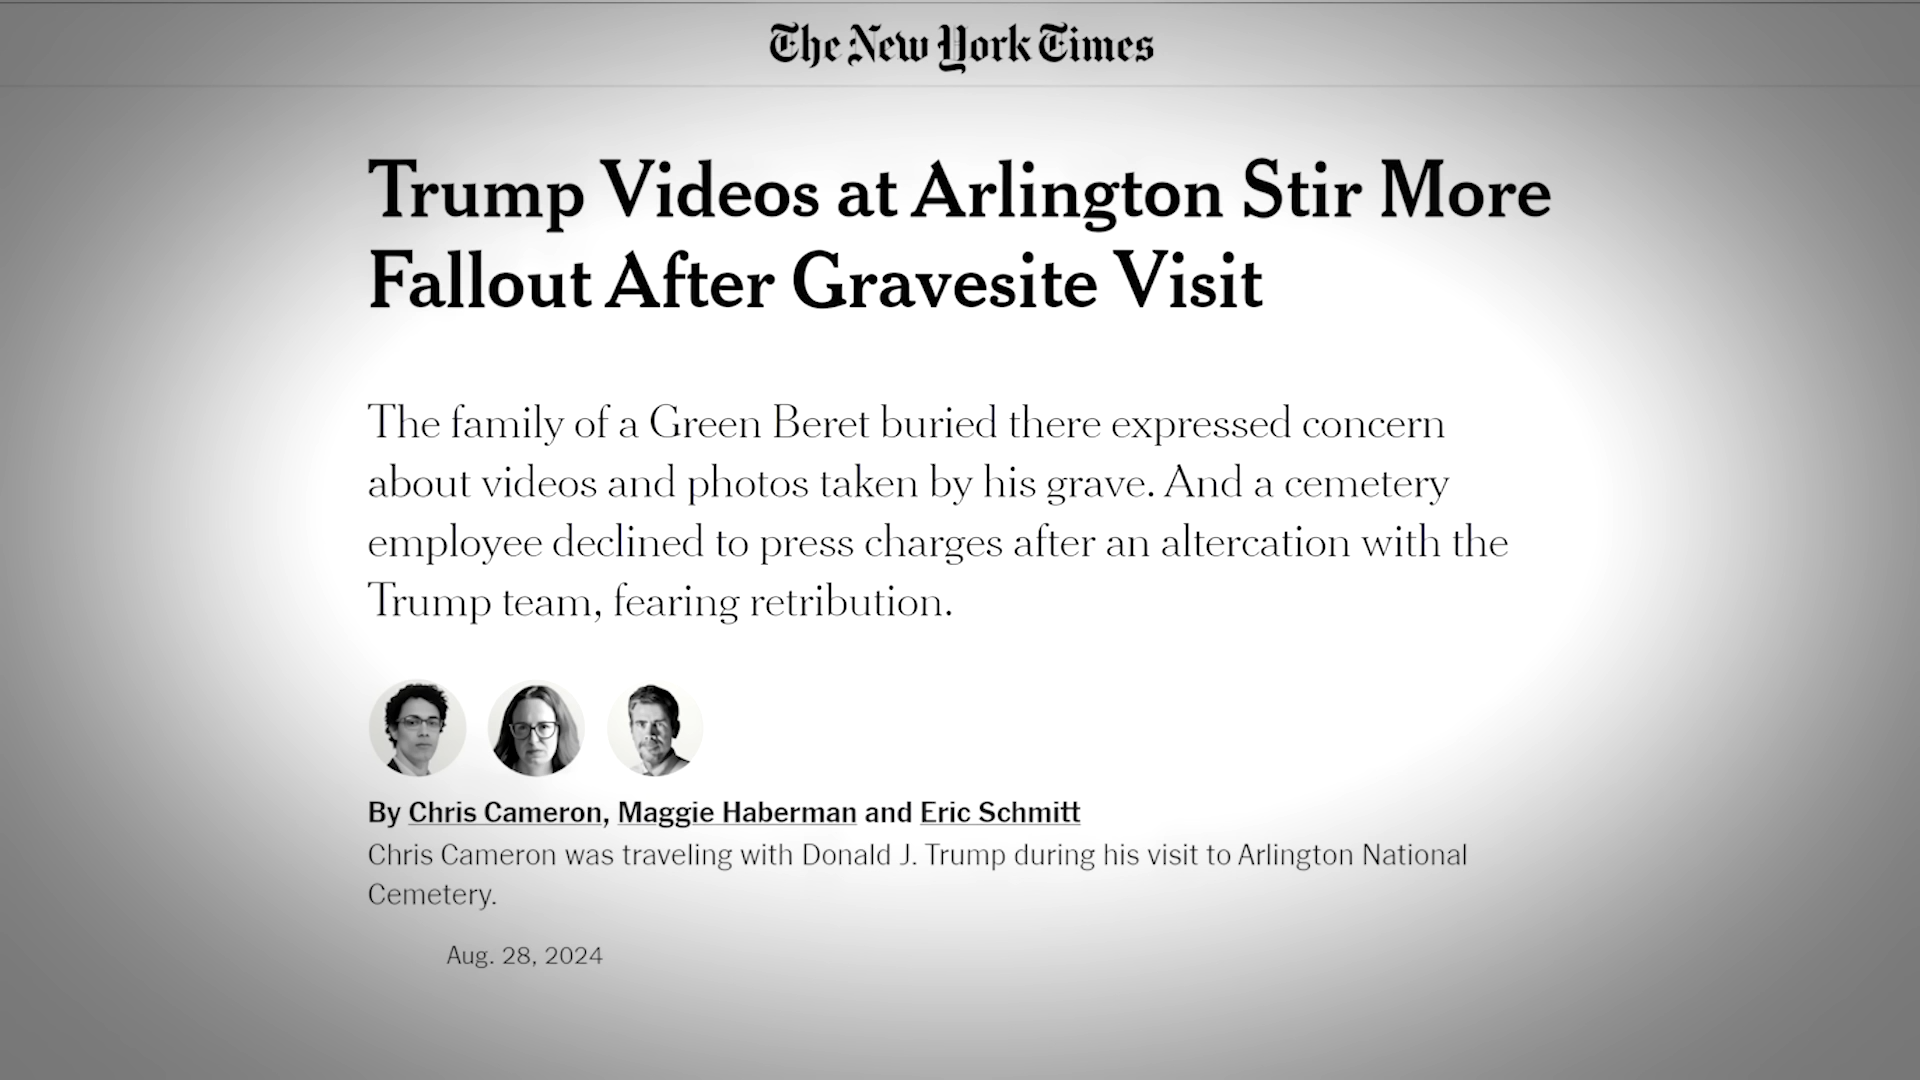 The New York Times
Trump Videos at Arlington Stir More
Fallout After Gravesite Visit
The family of a Green Beret buried there expressed concern
about videos and photos taken by his grave. And a cemetery
employee declined to press charges after an altercation with the
Trump team, fearing retribution.
By Chris Cameron, Maggie Haberman and Eric Schmitt
Chris Cameron was traveling with Donald J. Trump during his visit to Arlington National
Cemetery.
Aug. 28, 2024